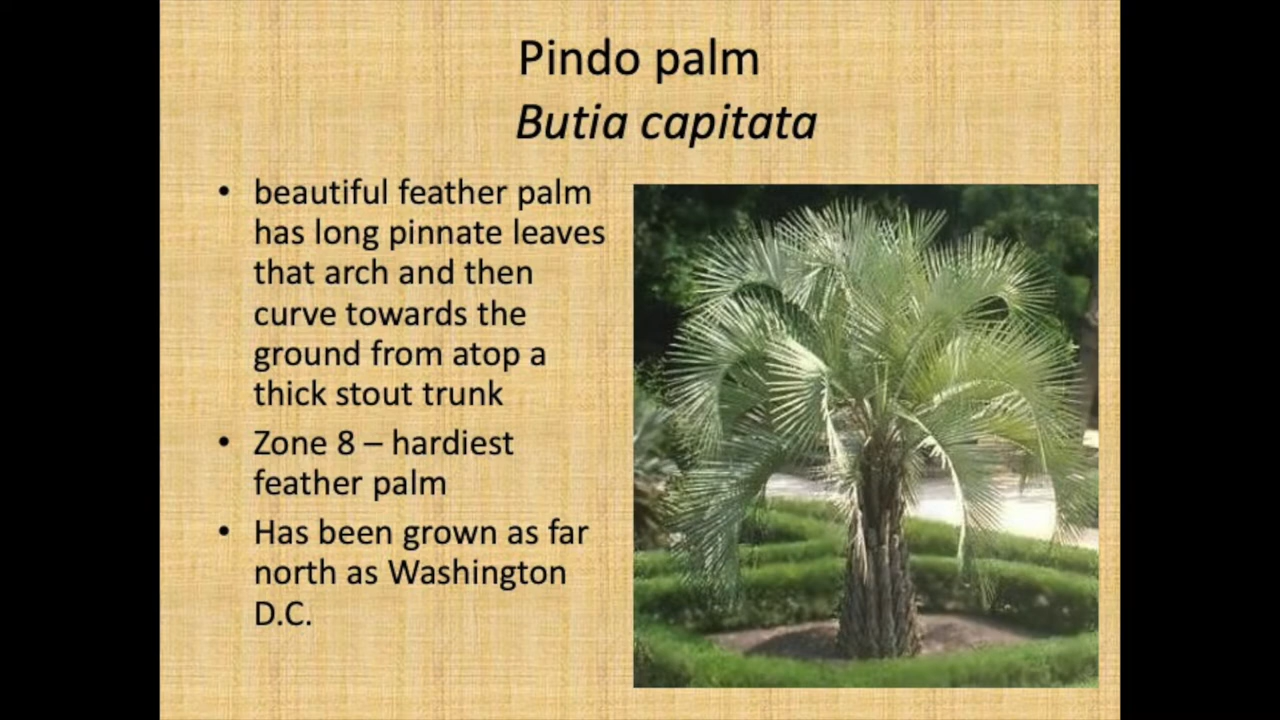 Pindo palm
Butia capitata
• beautiful feather palm
has long pinnate leaves
that arch and then
curve towards the
ground from atop a
thick stout trunk
• Zone 8 – hardiest
feather palm
• Has been grown as far
north as Washington
D.C.